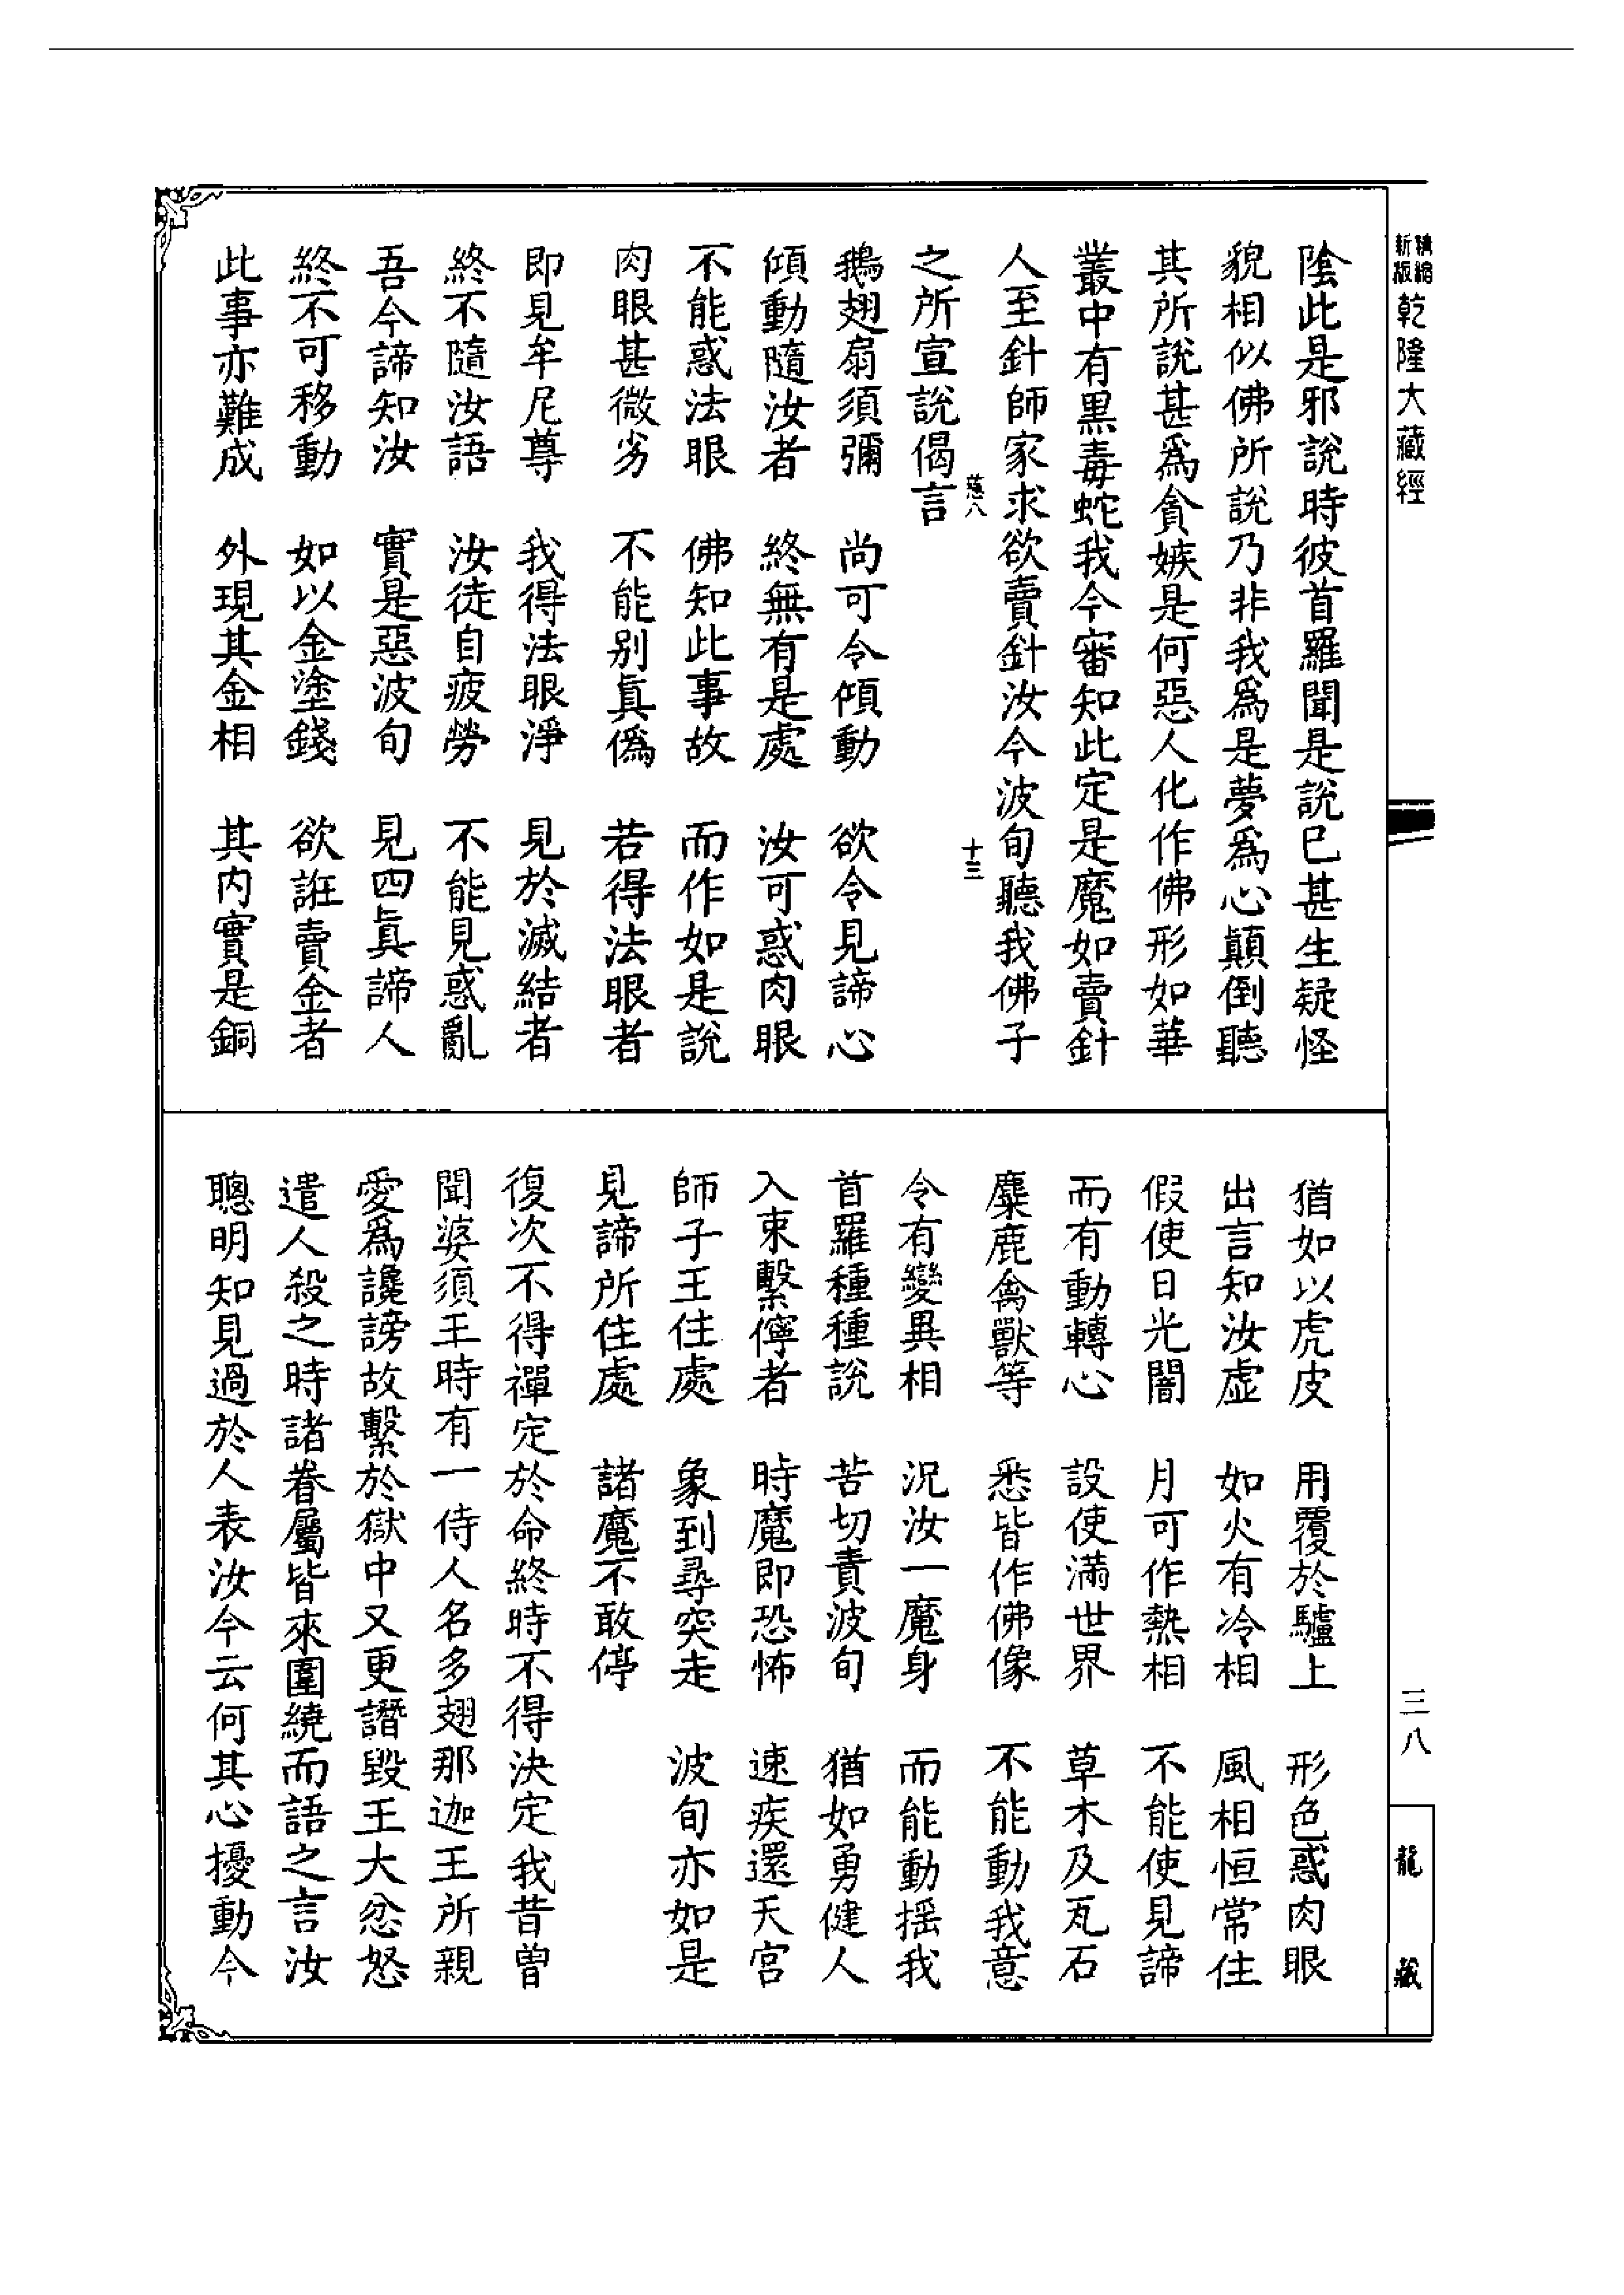 精縮新版乾隆大藏經
陰此是邪說時彼首羅聞是說已甚生疑怪
貌相似佛所說乃非我爲是夢爲心顛倒聽
其所說甚爲貪嫉是何惡人化作佛形如華
叢中有黑毒蛇我今審知此定是魔如賣針
人至針師家求欲賣針汝今波旬聽我佛子
慈八 十三
之所宣說偈言
鵝翅扇須彌 尚可令傾動 欲令見諦心
傾動隨汝者 終無有是處 汝可惑肉眼
不能惑法眼 佛知此事故 而作如是說
肉眼甚微劣 不能别眞僞 若得法眼者
即見牟尼尊 我得法眼淨 見於滅結者
終不隨汝語 汝徒自疲勞 不能見惑亂
吾今諦知汝 實是惡波旬 見四眞諦人
終不可移動 如以金塗錢 欲誑賣金者
此事亦難成 外現其金相 其内實是銅
猶如以虎皮 用覆於驢上 形色惑肉眼
出言知汝虛 如火有冷相 風相恒常住
假使日光闇 月可作熱相 不能使見諦
而有動轉心 設使滿世界 草木及瓦石
麋鹿禽獸等 悉皆作佛像 不能動我意
令有變異相 況汝一魔身 而能動搖我
首羅種種說 苦切責波旬 猶如勇健人
入束繫儜者 時魔即恐怖 速疾還天宮
師子王住處 象到尋突走 波旬亦如是
見諦所住處 諸魔不敢停
復次不得禪定於命終時不得決定我昔曾
聞婆須王時有一侍人名多翅那迦王所親
愛爲讒謗故繫於獄中又更譖毀王大忿怒
遣人殺之時諸眷屬皆來圍繞而語之言汝
聰明知見過於人表汝今云何其心擾動今
三八
龍藏